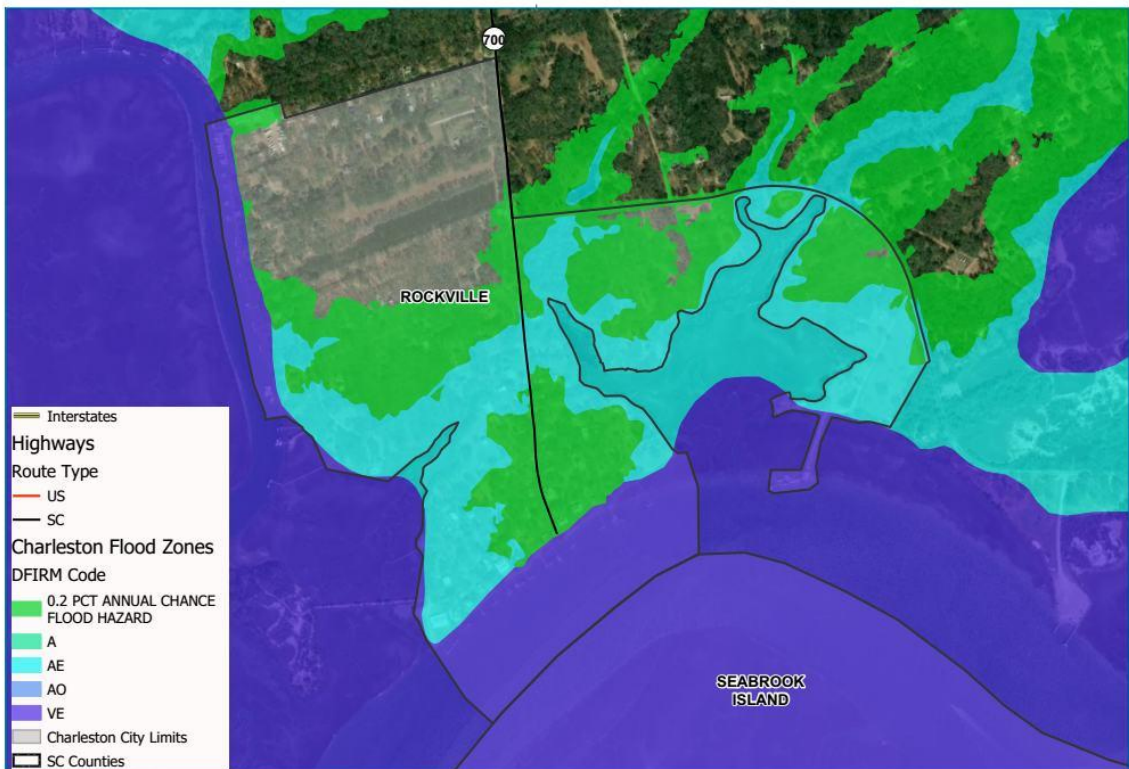 700
ROCKVILLE
SEABROOK
ISLAND
Interstates
Highways
Route Type
US
SC
Charleston Flood Zones
DFIRM Code
0.2 PCT ANNUAL CHANCE
FLOOD HAZARD
A
AE
AO
VE
Charleston City Limits
SC Counties